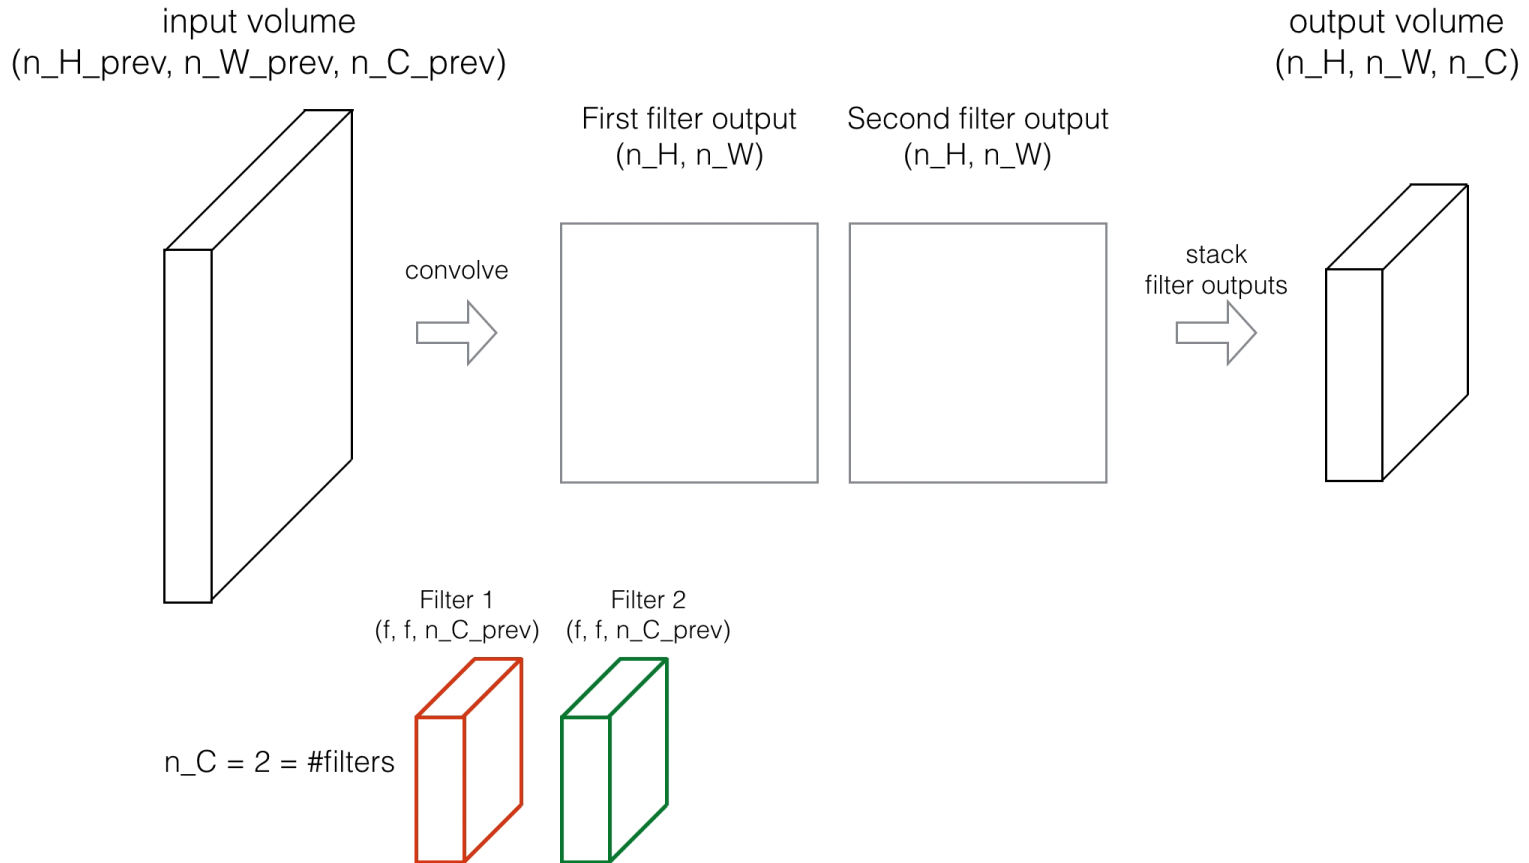 input volume
(n_H_prev, n_W_prev, n_C_prev)
output volume
(n_H, n_W, n_C)
First filter output
(n_H, n_W)
Second filter output
(n_H, n_W)
convolve
stack
filter outputs
Filter 1
(f, f, n_C_prev)
Filter 2
(f, f, n_C_prev)
n_C = 2 = #filters